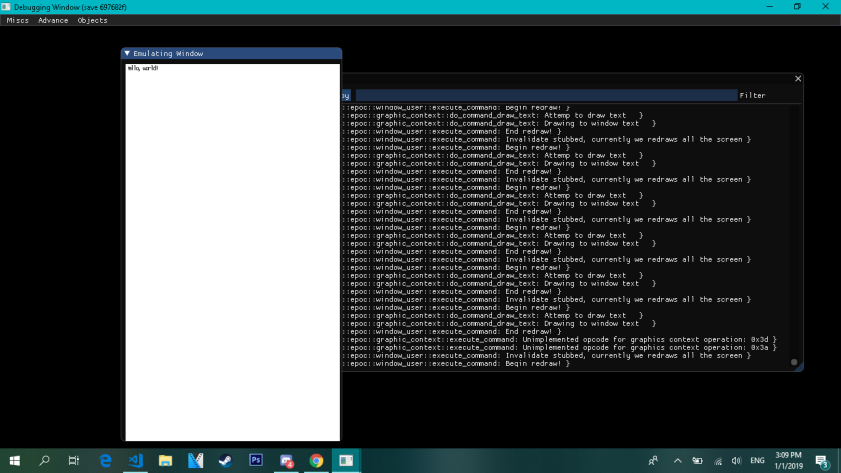 Debugging Window (save 697602f)
Miscs Advance Objects
Emulating Window
Hello, world!
Filter
::epoc::window_user::execute_command: Begin redraw! }
::epoc::graphic_context::do_command_draw_text: Attemp to draw text }
::epoc::graphic_context::do_command_draw_text: Drawing to window text }
::epoc::window_user::execute_command: End redraw! }
::epoc::window_user::execute_command: Invalidate stubbed, currently we redraws all the screen }
::epoc::window_user::execute_command: Begin redraw! }
::epoc::graphic_context::do_command_draw_text: Attemp to draw text }
::epoc::graphic_context::do_command_draw_text: Drawing to window text }
::epoc::window_user::execute_command: End redraw! }
::epoc::window_user::execute_command: Invalidate stubbed, currently we redraws all the screen }
::epoc::window_user::execute_command: Begin redraw! }
::epoc::graphic_context::do_command_draw_text: Attemp to draw text }
::epoc::graphic_context::do_command_draw_text: Drawing to window text }
::epoc::window_user::execute_command: End redraw! }
::epoc::window_user::execute_command: Invalidate stubbed, currently we redraws all the screen }
::epoc::window_user::execute_command: Begin redraw! }
::epoc::graphic_context::do_command_draw_text: Attemp to draw text }
::epoc::graphic_context::do_command_draw_text: Drawing to window text }
::epoc::window_user::execute_command: End redraw! }
::epoc::window_user::execute_command: Invalidate stubbed, currently we redraws all the screen }
::epoc::window_user::execute_command: Begin redraw! }
::epoc::graphic_context::do_command_draw_text: Attemp to draw text }
::epoc::graphic_context::do_command_draw_text: Drawing to window text }
::epoc::window_user::execute_command: End redraw! }
::epoc::window_user::execute_command: Invalidate stubbed, currently we redraws all the screen }
::epoc::window_user::execute_command: Begin redraw! }
::epoc::graphic_context::do_command_draw_text: Attemp to draw text }
::epoc::graphic_context::do_command_draw_text: Drawing to window text }
::epoc::window_user::execute_command: End redraw! }
::epoc::graphic_context::execute_command: Unimplemented opcode for graphics context operation: 0x3d }
::epoc::graphic_context::execute_command: Unimplemented opcode for graphics context operation: 0x3a }
::epoc::window_user::execute_command: Invalidate stubbed, currently we redraws all the screen }
::epoc::window_user::execute_command: Begin redraw! }
Ps
ENG
3:09 PM
1/1/2019